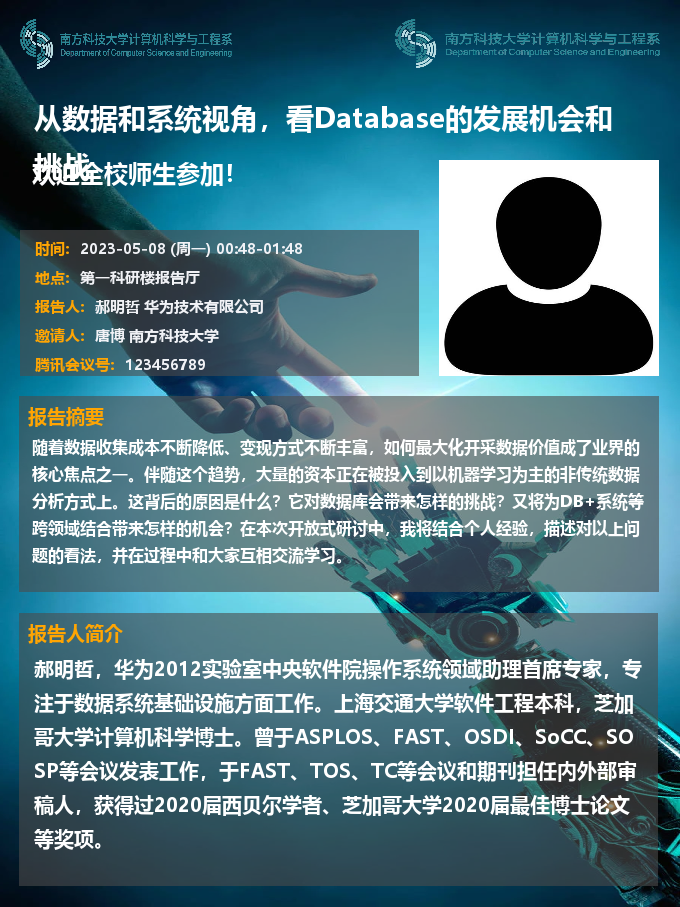 南方科技大学计算机科学与工程系
Department of Computer Science and Engineering
南方科技大学计算机科学与工程系
Department of Computer Science and Engineering
从数据和系统视角，看Database的发展机会和
挑战
欢迎全校师生参加！
时间：2023-05-08 (周一) 00:48-01:48
地点：第一科研楼报告厅
报告人：郝明哲 华为技术有限公司
邀请人：唐博 南方科技大学
腾讯会议号：123456789
报告摘要
随着数据收集成本不断降低、变现方式不断丰富，如何最大化开采数据价值成了业界的
核心焦点之一。伴随这个趋势，大量的资本正在被投入到以机器学习为主的非传统数据
分析方式上。这背后的原因是什么？它对数据库会带来怎样的挑战？又将为DB+系统等
跨领域结合带来怎样的机会？在本次开放式研讨中，我将结合个人经验，描述对以上问
题的看法，并在过程中和大家互相交流学习。
报告人简介
郝明哲，华为2012实验室中央软件院操作系统领域助理首席专家，专
注于数据系统基础设施方面工作。上海交通大学软件工程本科，芝加
哥大学计算机科学博士。曾于ASPLOS、FAST、OSDI、SoCC、SO
SP等会议发表工作，于FAST、TOS、TC等会议和期刊担任内外部审
稿人，获得过2020届西贝尔学者、芝加哥大学2020届最佳博士论文
等奖项。